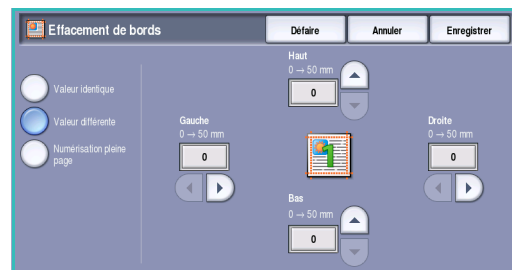 Effacement de bords
Défaire
Annuler
Enregistrer
Valeur identique
Valeur différente
Numérisation pleine
page
Haut
0 → 50 mm
0
Gauche
0 → 50 mm
0
Droite
0 → 50 mm
0
Bas
0 → 50 mm
0